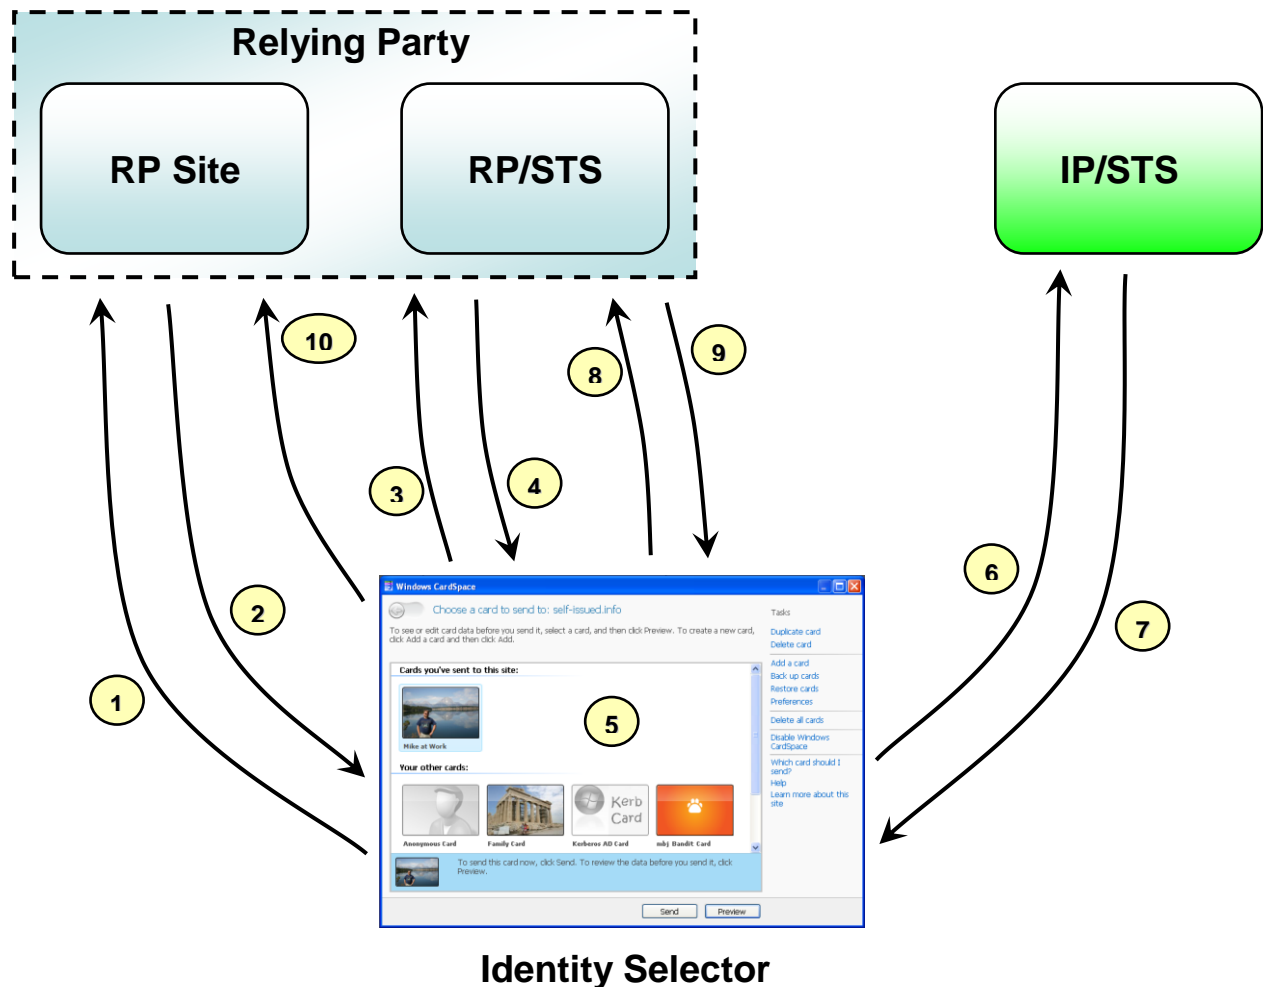 Relying Party
RP Site
RP/STS
IP/STS
10
9
8
3
4
6
2
7
1
Windows CardSpace
Choose a card to send to: self-issued.info
To see or edit card data before you send it, select a card, and then click Preview. To create a new card,
click Add a card and then click Add.
Cards you've sent to this site:
5
Mike at Work
Your other cards:
Kerb
Card
Anonymous Card
Family Card
Kerberos AD Card
mbj Bandit Card
To send this card now, click Send. To review the data before you send it, click
Preview.
Tasks
Duplicate card
Delete card
Add a card
Back up cards
Restore cards
Preferences
Delete all cards
Disable Windows
CardSpace
Which card should I
send?
Help
Learn more about this
site
Send
Preview
Identity Selector